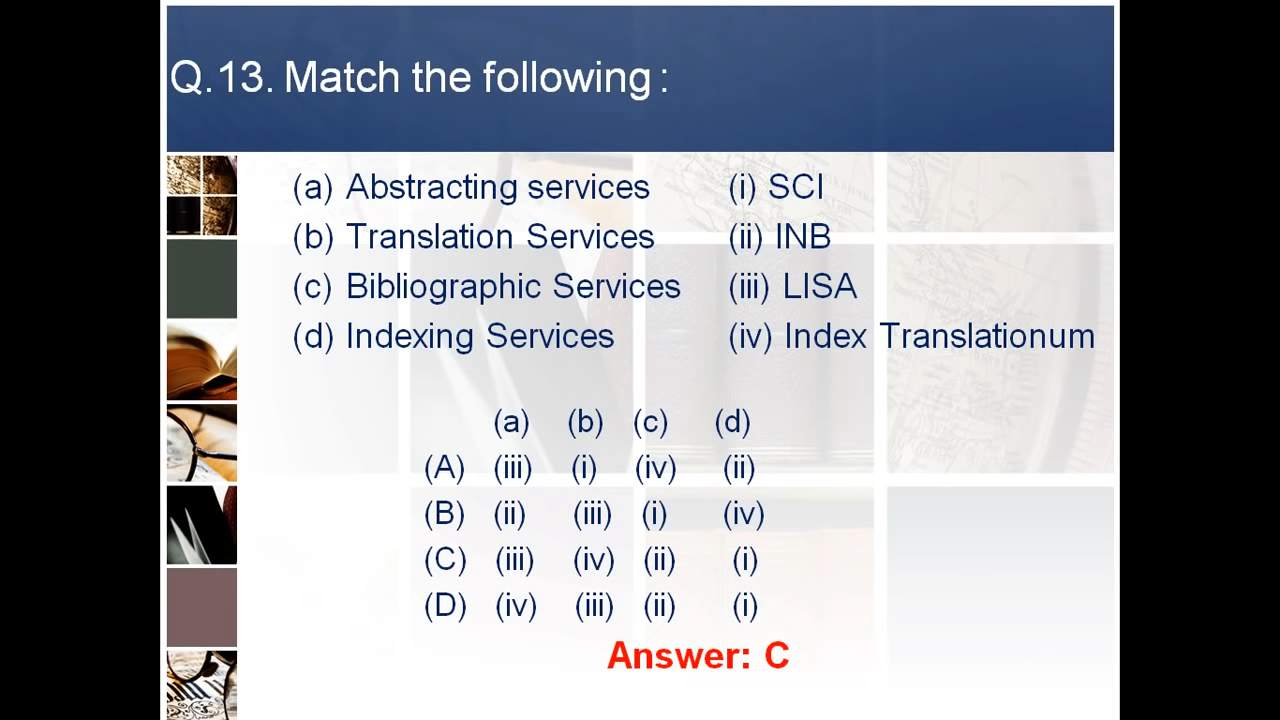 Q.13. Match the following :
(a) Abstracting services (i) SCI
(b) Translation Services (ii) INB
(c) Bibliographic Services (iii) LISA
(d) Indexing Services (iv) Index Translationum
(a) (b) (c) (d)
(A) (iii) (i) (iv) (ii)
(B) (ii) (iii) (i) (iv)
(C) (iii) (iv) (ii) (i)
(D) (iv) (iii) (ii) (i)
Answer: C